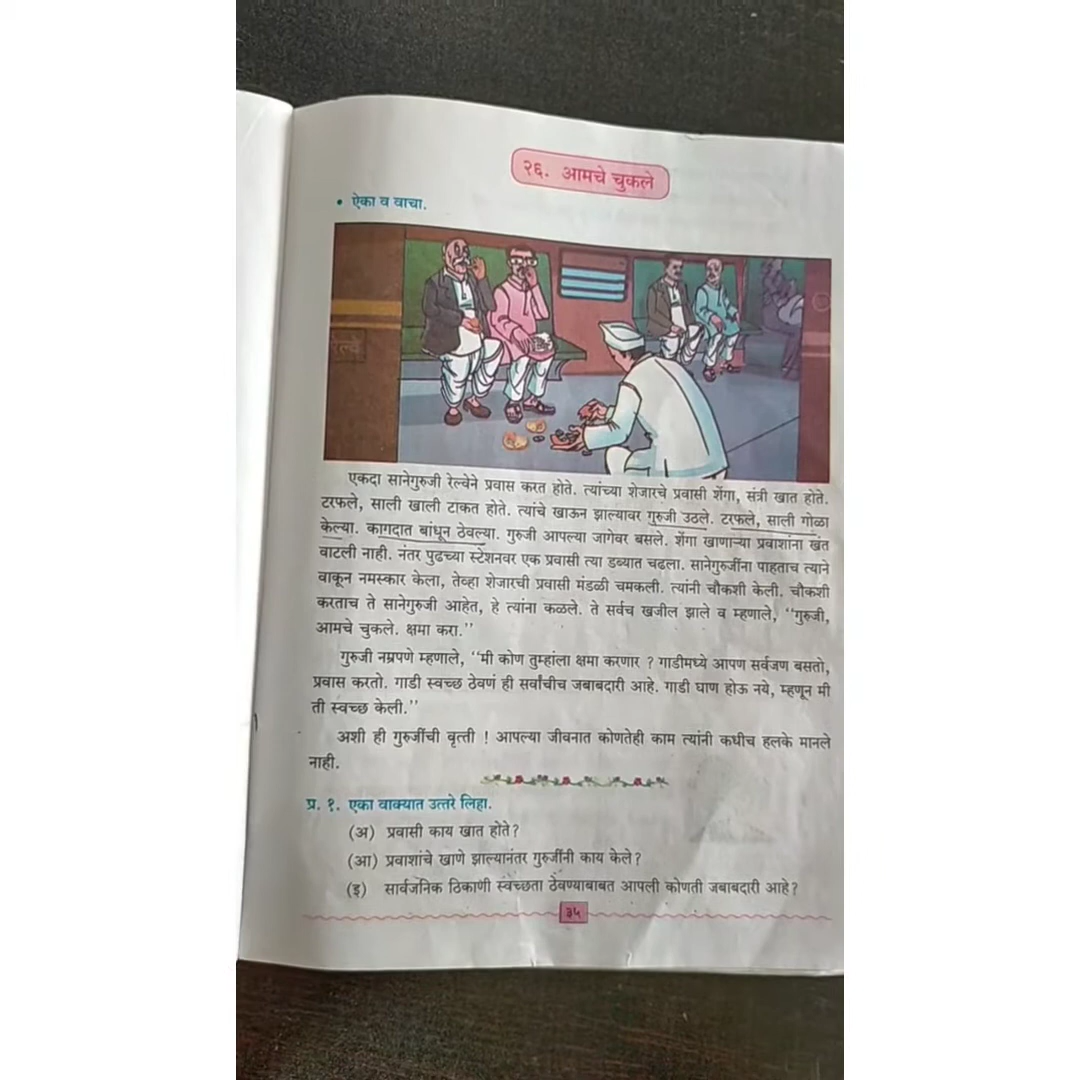 २६. आमचे चुकले
• ऐका व वाचा.
रेल्वे
एकदा सानेगुरुजी रेल्वेने प्रवास करत होते. त्यांच्या शेजारचे प्रवासी शेंगा, संत्री खात होते.
टरफले, साली खाली टाकत होते. त्यांचे खाऊन झाल्यावर गुरुजी उठले. टरफले, साली गोळा
केल्या. कागदात बांधून ठेवल्या. गुरुजी आपल्या जागेवर बसले. शेंगा खाणाऱ्या प्रवाशांना खंत
वाटली नाही. नंतर पुढच्या स्टेशनवर एक प्रवासी त्या डब्यात चढला. सानेगुरुजींना पाहताच त्याने
वाकून नमस्कार केला, तेव्हा शेजारची प्रवासी मंडळी चमकली. त्यांनी चौकशी केली. चौकशी
करताच ते सानेगुरुजी आहेत, हे त्यांना कळले. ते सर्वच खजील झाले व म्हणाले, ‘‘गुरुजी,
आमचे चुकले. क्षमा करा.’’
गुरुजी नम्रपणे म्हणाले, ‘‘मी कोण तुम्हांला क्षमा करणार ? गाडीमध्ये आपण सर्वजण बसतो,
प्रवास करतो. गाडी स्वच्छ ठेवणं ही सर्वांचीच जबाबदारी आहे. गाडी घाण होऊ नये, म्हणून मी
ती स्वच्छ केली.’’
अशी ही गुरुजींची वृत्ती ! आपल्या जीवनात कोणतेही काम त्यांनी कधीच हलके मानले
नाही.
प्र. १. एका वाक्यात उत्तरे लिहा.
(अ) प्रवासी काय खात होते?
(आ) प्रवाशांचे खाणे झाल्यानंतर गुरुजींनी काय केले?
(इ) सार्वजनिक ठिकाणी स्वच्छता ठेवण्याबाबत आपली कोणती जबाबदारी आहे?
३५